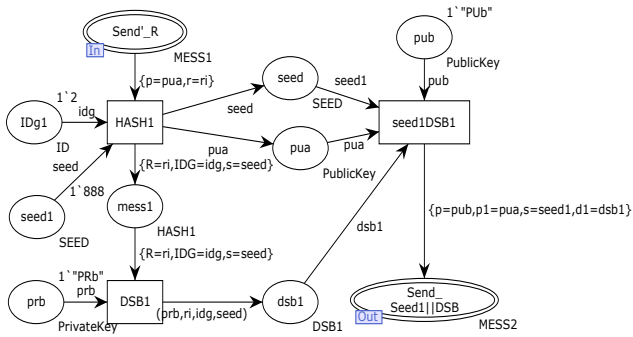 1`"PUb"
Send'_R
pub
In
MESS1
PublicKey
{p=pua,r=ri}
seed
seed1
pub
1`2
idg
seed
SEED
IDg1
HASH1
seed1DSB1
ID
pua
pua
pua
seed
{R=ri,IDG=idg,s=seed}
PublicKey
1`888
mess1
seed1
{p=pub,p1=pua,s=seed1,d1=dsb1}
HASH1
dsb1
SEED
{R=ri,IDG=idg,s=seed}
1`"PRb"
prb
prb
DSB1
dsb1
Send_
Seed1||DSB
(prb,ri,idg,seed)
Out
PrivateKey
DSB1
MESS2